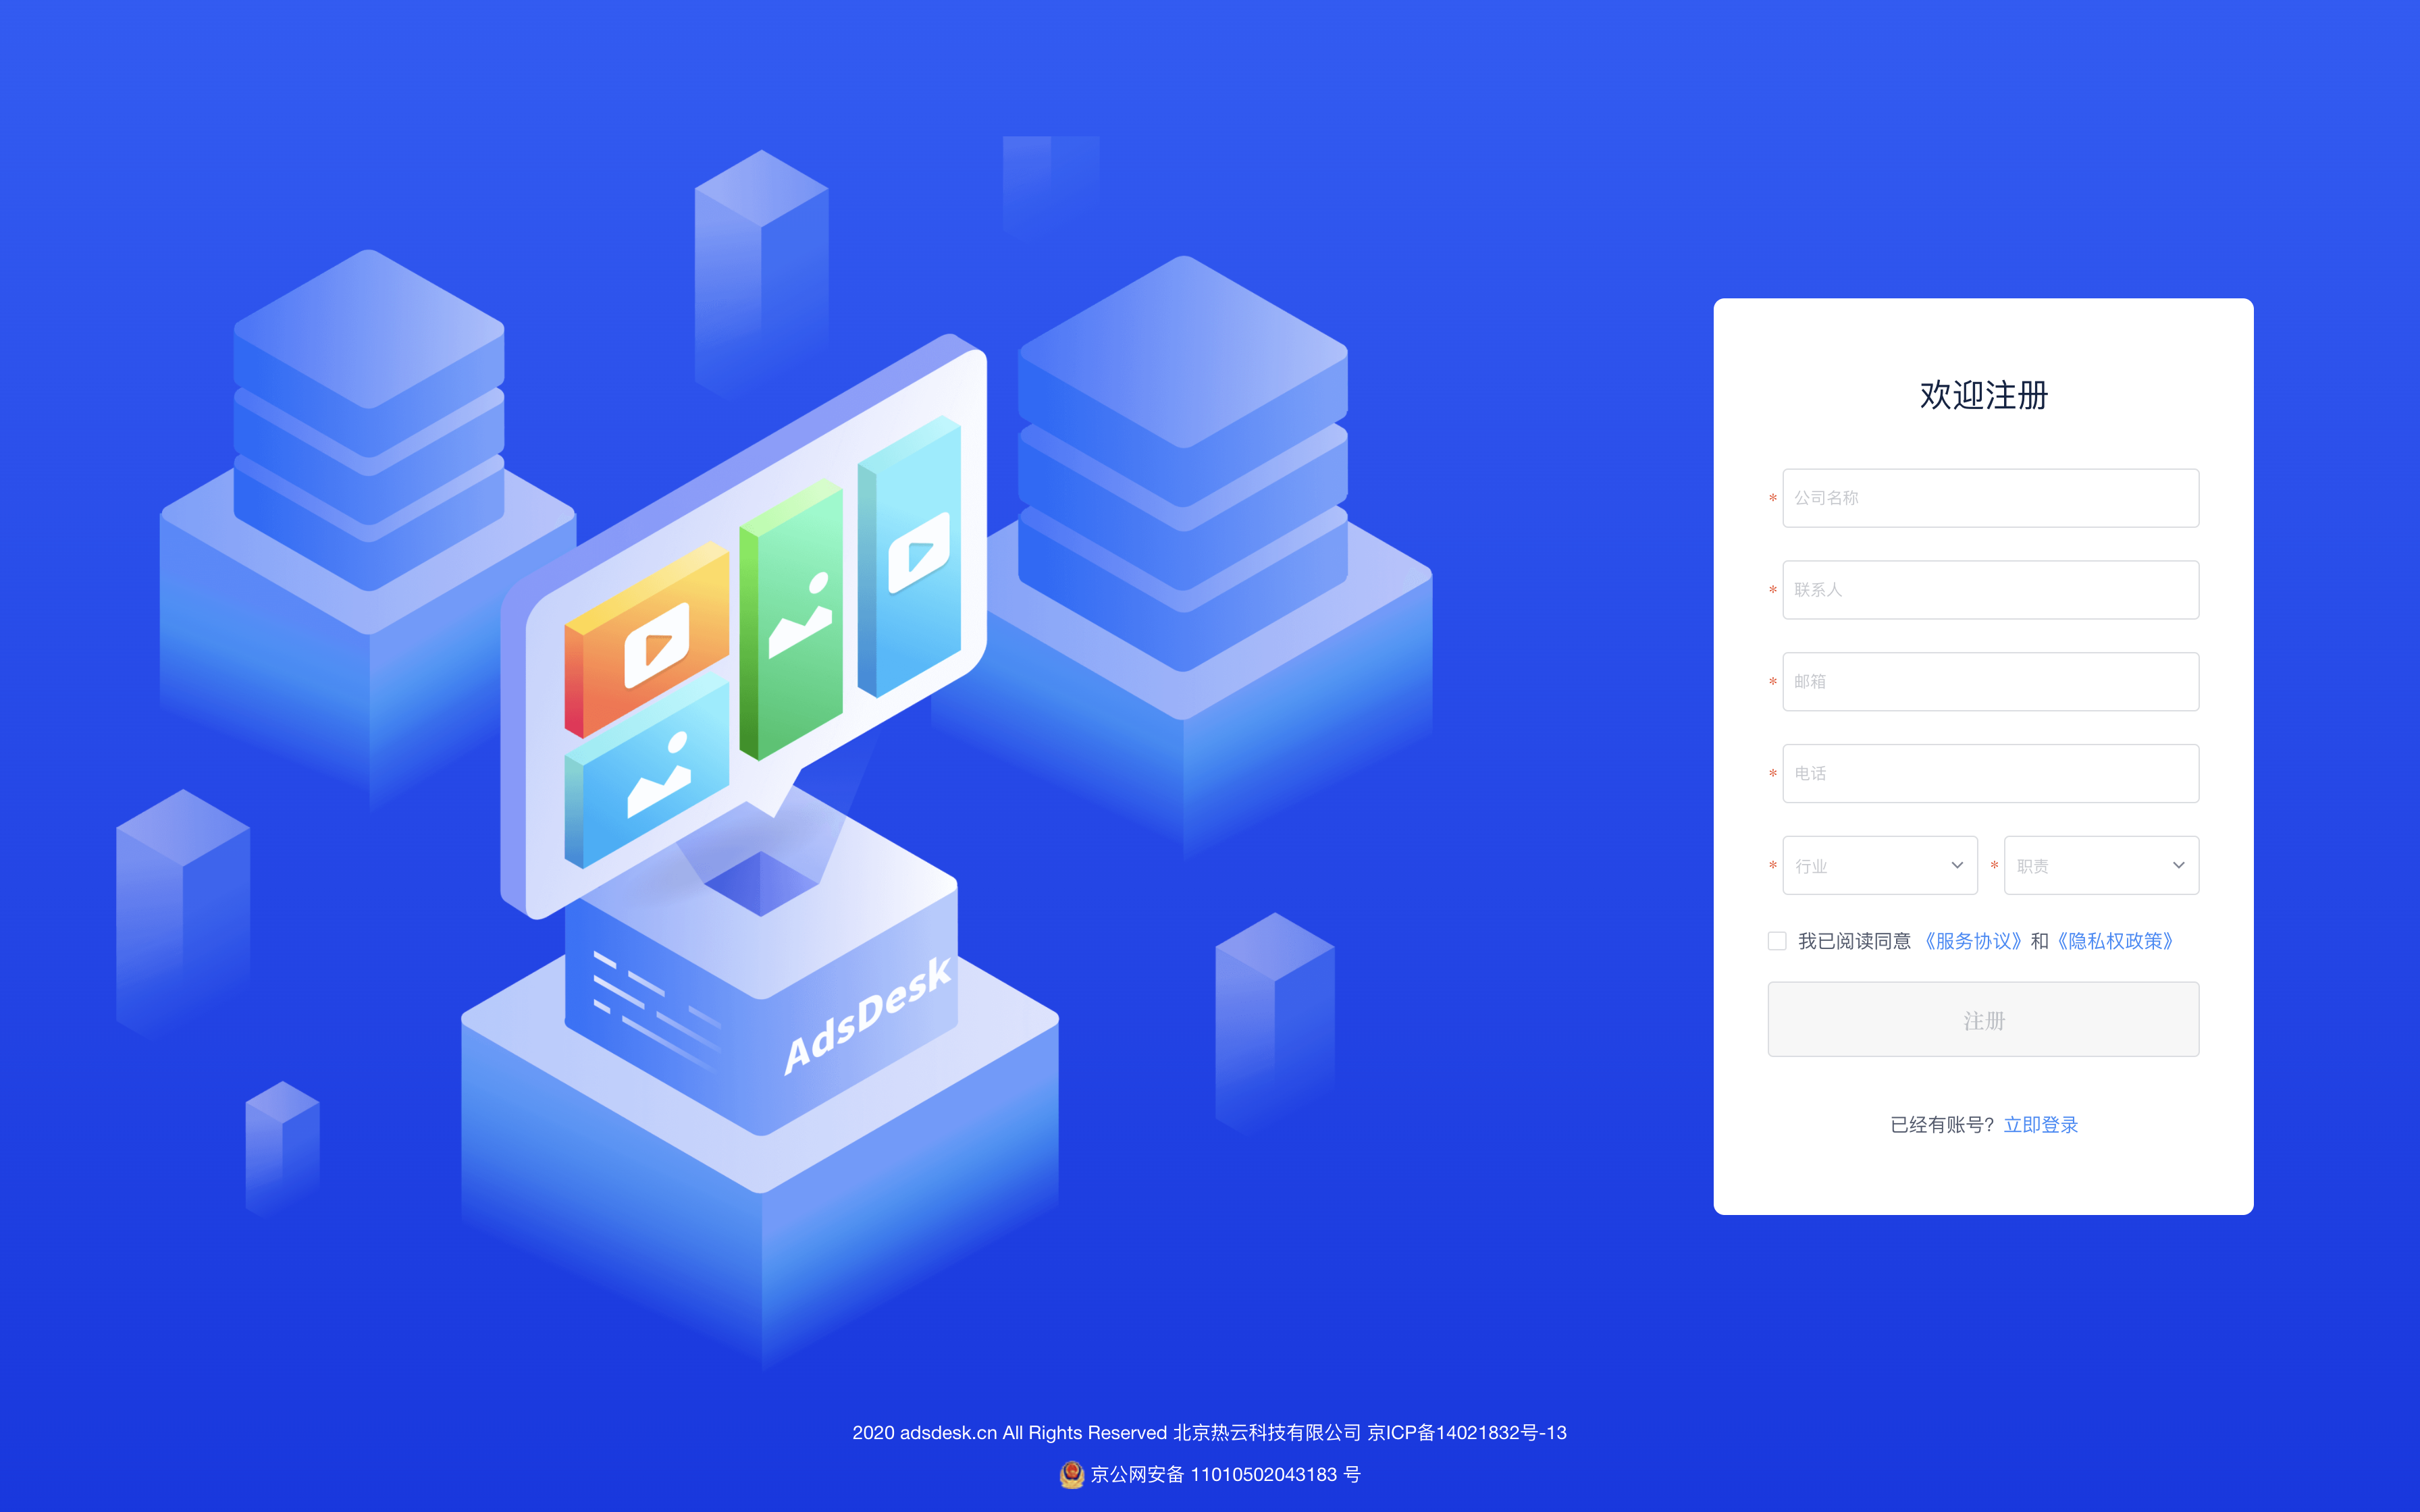 欢迎注册
* 公司名称
* 联系人
* 邮箱
* 电话
* 行业 * 职责
我已阅读同意 《服务协议》和《隐私权政策》
注册
已经有账号? 立即登录
AdsDesk
2020 adsdesk.cn All Rights Reserved 北京热云科技有限公司 京ICP备14021832号-13
京公网安备 11010502043183 号